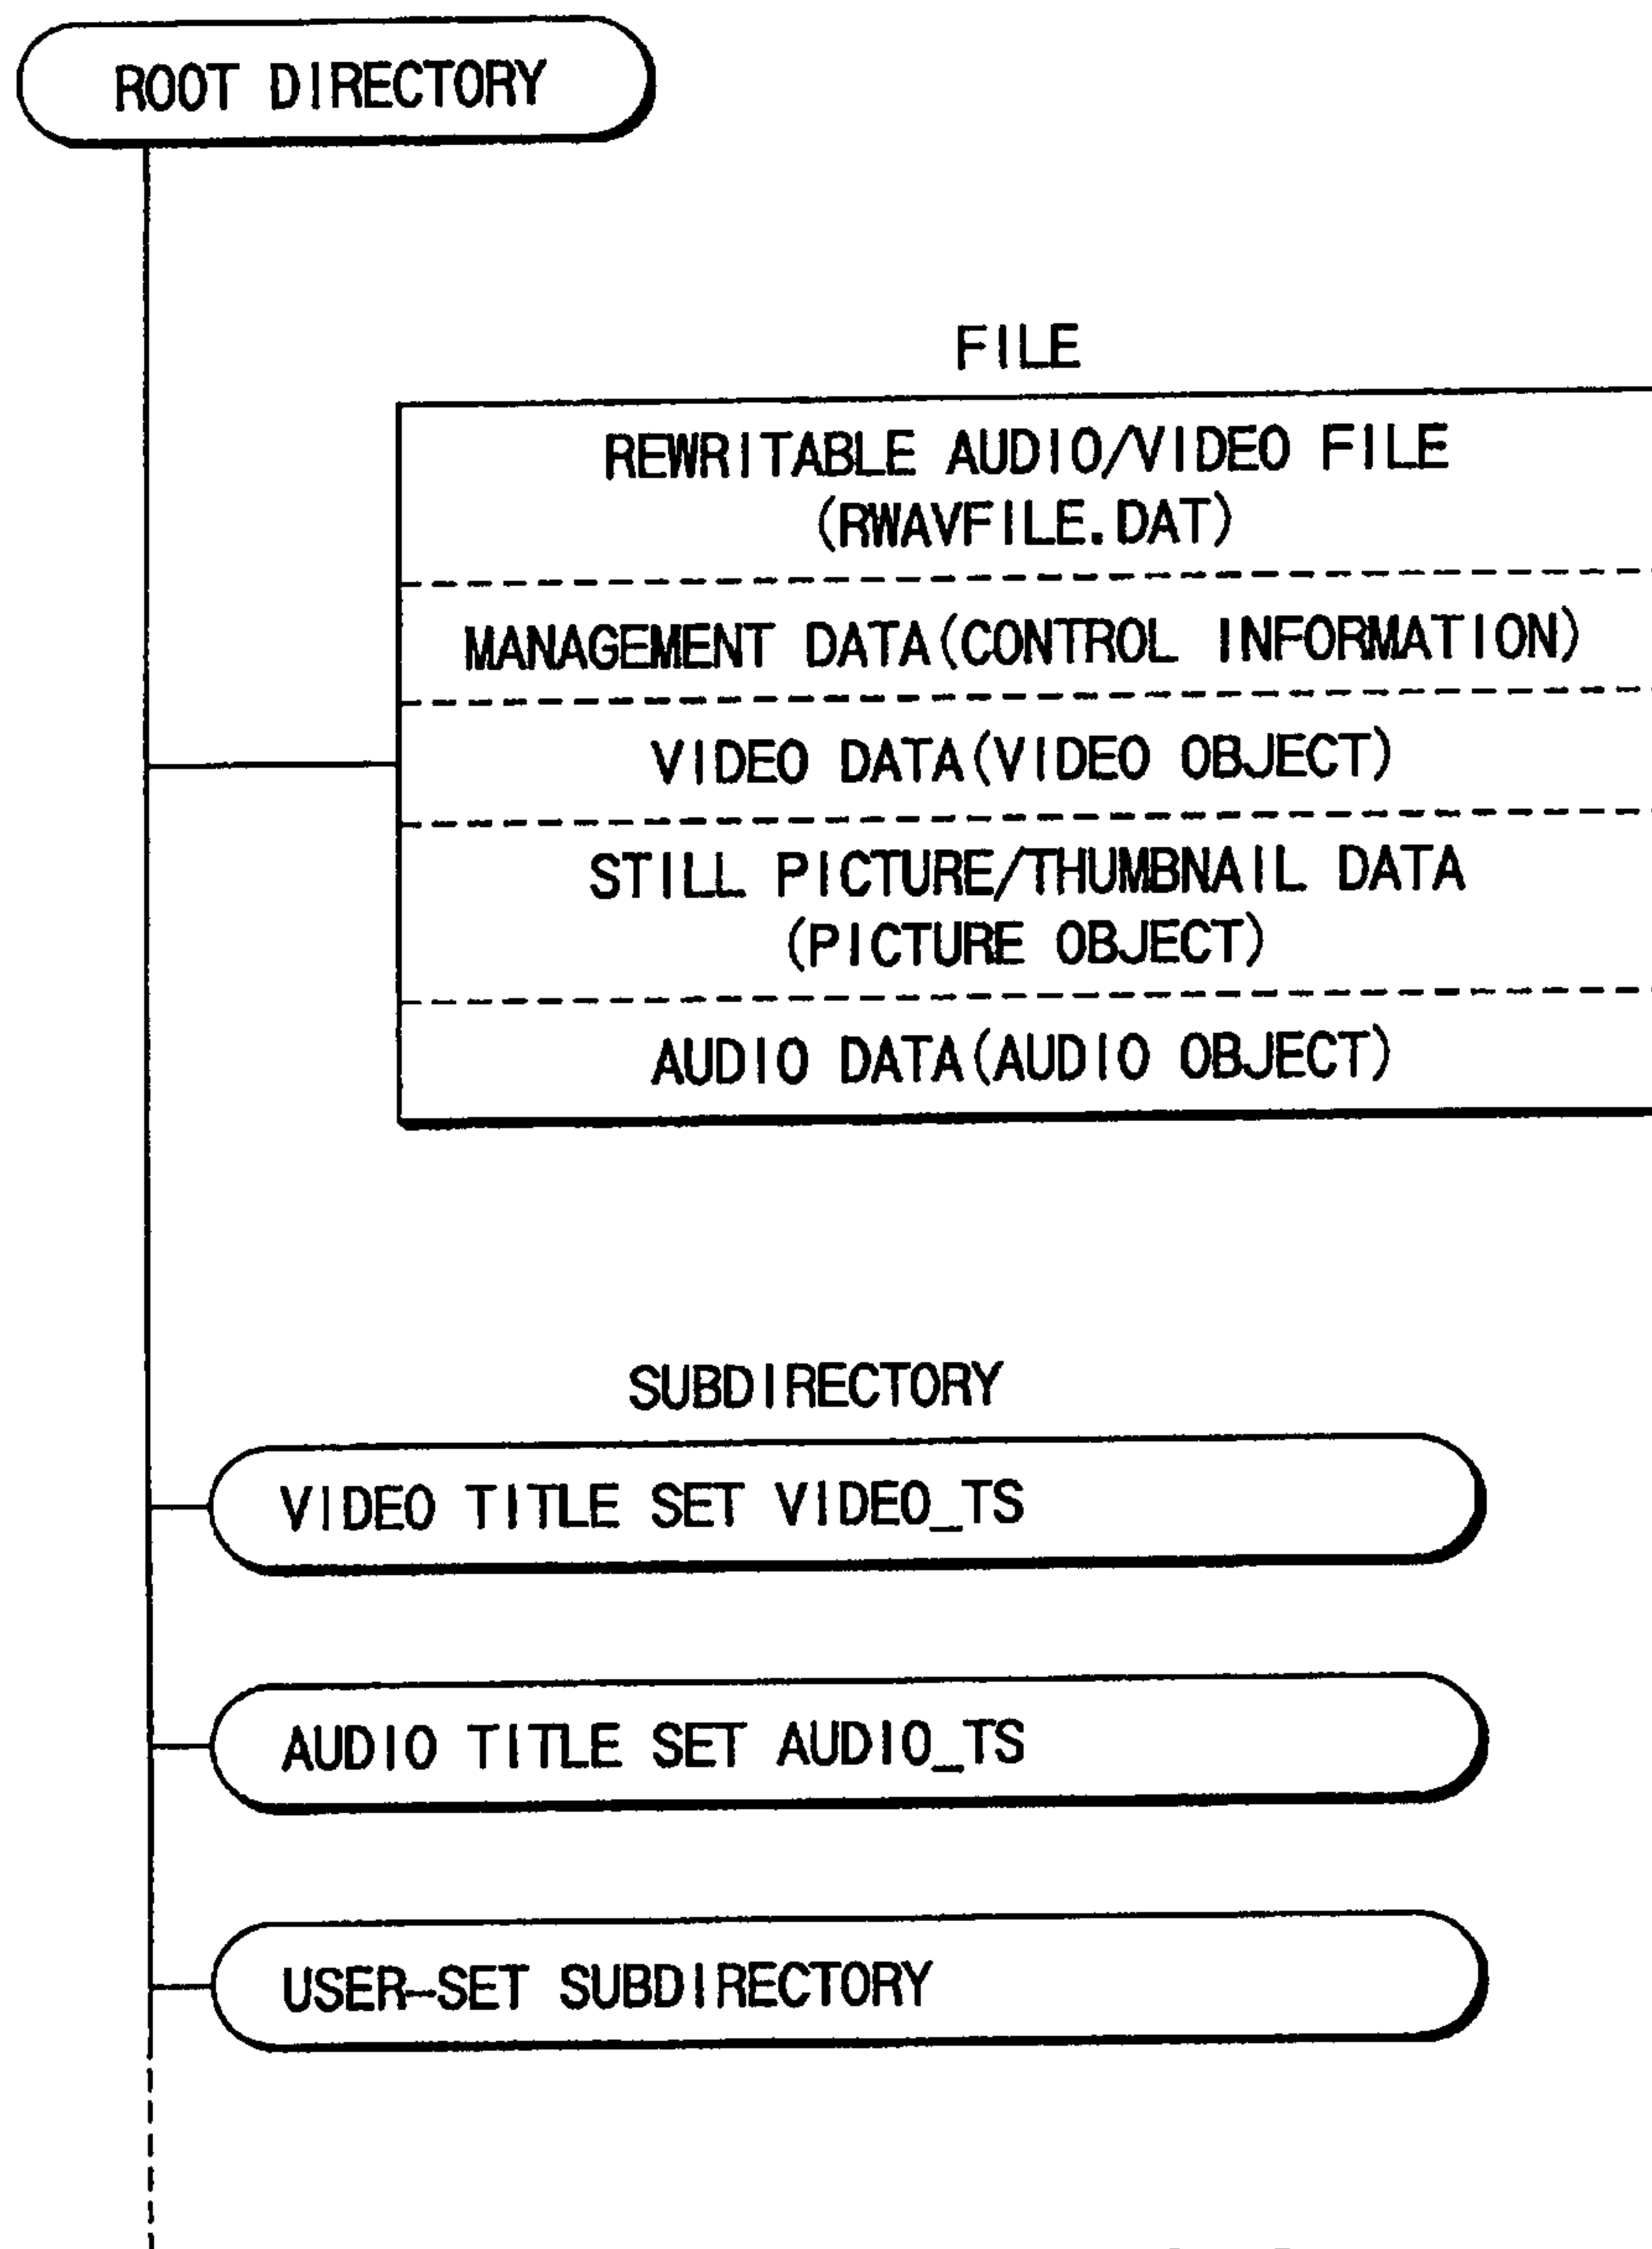 ROOT DIRECTORY
FILE
REWRITABLE AUDIO/VIDEO FILE
(RWAVFILE.DAT)
MANAGEMENT DATA(CONTROL INFORMATION)
VIDEO DATA(VIDEO OBJECT)
STILL PICTURE/THUMBNAIL DATA
(PICTURE OBJECT)
AUDIO DATA(AUDIO OBJECT)
SUBDIRECTORY
VIDEO TITLE SET VIDEO_TS
AUDIO TITLE SET AUDIO_TS
USER-SET SUBDIRECTORY